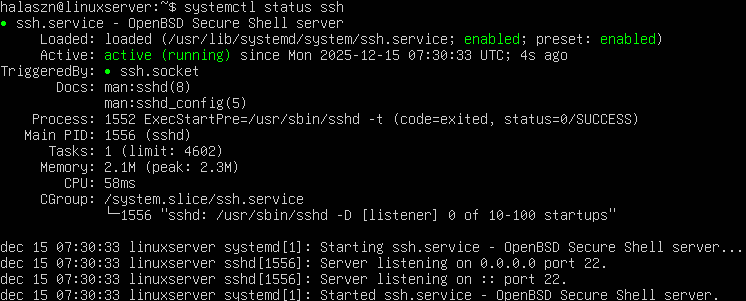 halaszn@linuxserver:~$ systemctl status ssh
● ssh.service - OpenBSD Secure Shell server
     Loaded: loaded (/usr/lib/systemd/system/ssh.service; enabled; preset: enabled)
     Active: active (running) since Mon 2025-12-15 07:30:33 UTC; 4s ago
TriggeredBy: ● ssh.socket
       Docs: man:sshd(8)
             man:sshd_config(5)
    Process: 1552 ExecStartPre=/usr/sbin/sshd -t (code=exited, status=0/SUCCESS)
   Main PID: 1556 (sshd)
      Tasks: 1 (limit: 4602)
     Memory: 2.1M (peak: 2.3M)
        CPU: 58ms
     CGroup: /system.slice/ssh.service
             └─1556 "sshd: /usr/sbin/sshd -D [listener] 0 of 10-100 startups"

dec 15 07:30:33 linuxserver systemd[1]: Starting ssh.service - OpenBSD Secure Shell server...
dec 15 07:30:33 linuxserver sshd[1556]: Server listening on 0.0.0.0 port 22.
dec 15 07:30:33 linuxserver sshd[1556]: Server listening on :: port 22.
dec 15 07:30:33 linuxserver systemd[1]: Started ssh.service - OpenBSD Secure Shell server.